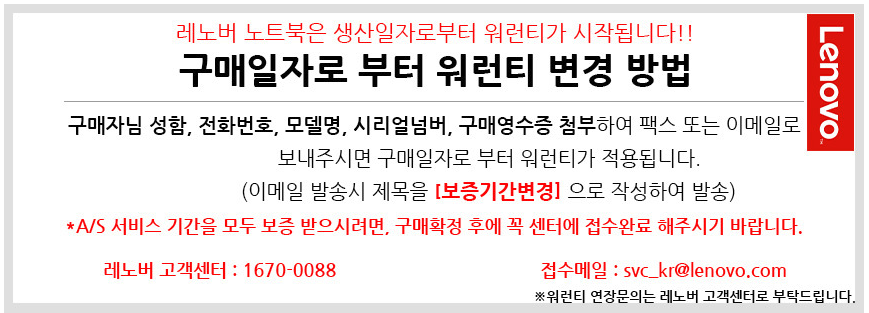 레노버 노트북은 생산일자로부터 워런티가 시작됩니다!!
구매일자로 부터 워런티 변경 방법
Lenovo™
구매자님 성함, 전화번호, 모델명, 시리얼넘버, 구매영수증 첨부하여 팩스 또는 이메일로
보내주시면 구매일자로 부터 워런티가 적용됩니다.
(이메일 발송시 제목을 [보증기간변경] 으로 작성하여 발송)
*A/S 서비스 기간을 모두 보증 받으시려면, 구매확정 후에 꼭 센터에 접수완료 해주시기 바랍니다.
레노버 고객센터 : 1670-0088
접수메일 : svc_kr@lenovo.com
※워런티 연장문의는 레노버 고객센터로 부탁드립니다.